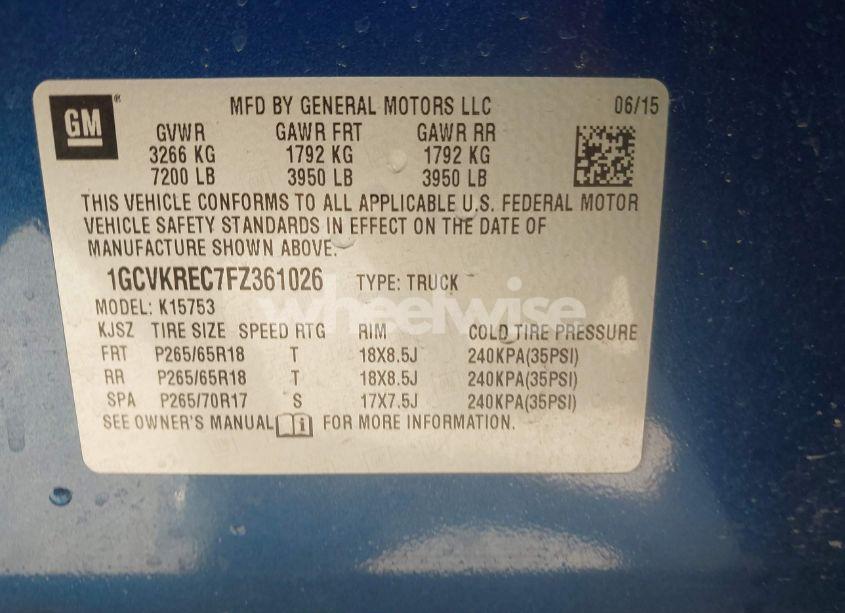 GM
MFD BY GENERAL MOTORS LLC 06/15
GVWR GAWR FRT GAWR RR
3266 KG 1792 KG 1792 KG
7200 LB 3950 LB 3950 LB
THIS VEHICLE CONFORMS TO ALL APPLICABLE U.S. FEDERAL MOTOR
VEHICLE SAFETY STANDARDS IN EFFECT ON THE DATE OF
MANUFACTURE SHOWN ABOVE.
1GCVKREC7FZ361026 TYPE: TRUCK
MODEL: K15753
wheelwise
KJSZ TIRE SIZE SPEED RTG RIM COLD TIRE PRESSURE
FRT P265/65R18 T 18X8.5J 240KPA(35PSI)
RR P265/65R18 T 18X8.5J 240KPA(35PSI)
SPA P265/70R17 S 17X7.5J 240KPA(35PSI)
SEE OWNER'S MANUAL FOR MORE INFORMATION.